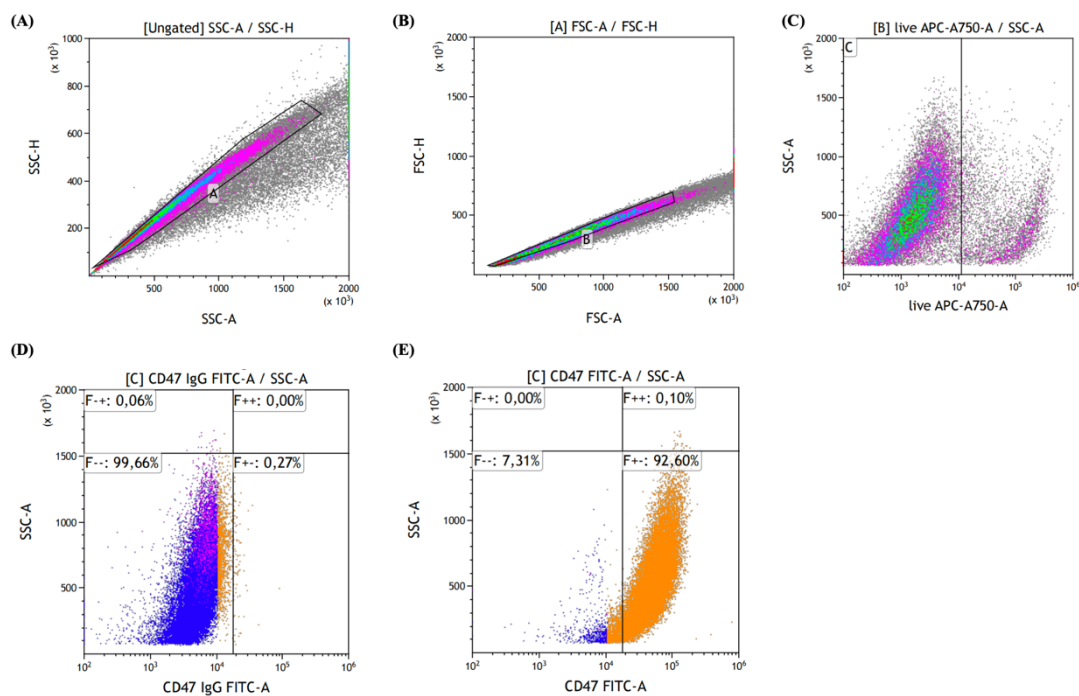 (A)
[Ungated] SSC-A / SSC-H
(x 10³)
1000
800
600
400
200
SSC-H
A
500
1000
1500
2000
(x 10³)
SSC-A
(B)
[A] FSC-A / FSC-H
(x 10³)
2000
1500
1000
500
FSC-H
B
500
1000
1500
2000
(x 10³)
FSC-A
(C)
[B] live APC-A750-A / SSC-A
(x 10³)
2000
1500
1000
500
SSC-A
C
10² 10³ 10⁴ 10⁵ 10⁶
live APC-A750-A
(D)
[C] CD47 IgG FITC-A / SSC-A
(x 10³)
2000
1500
1000
500
SSC-A
F-+: 0,06%
F++: 0,00%
F--: 99,66%
F+-: 0,27%
10² 10³ 10⁴ 10⁵ 10⁶
CD47 IgG FITC-A
(E)
[C] CD47 FITC-A / SSC-A
(x 10³)
2000
1500
1000
500
SSC-A
F-+: 0,00%
F++: 0,10%
F--: 7,31%
F+-: 92,60%
10² 10³ 10⁴ 10⁵ 10⁶
CD47 FITC-A